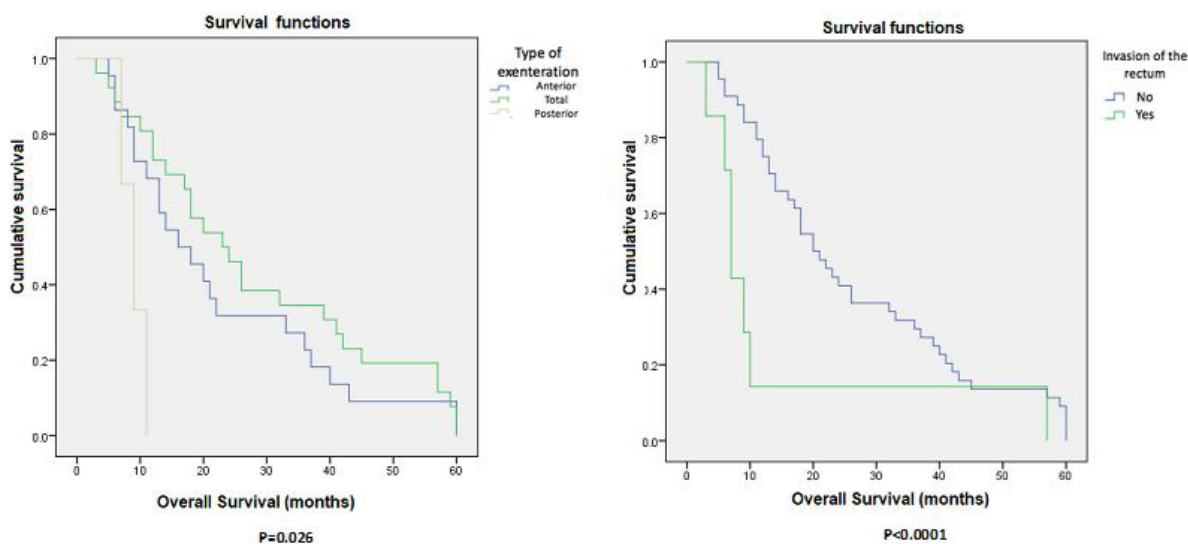 Survival functions
Type of
exenteration
Anterior
Total
Posterior
Cumulative survival
1.0
0.8
0.6
0.4
0.2
0.0
0 10 20 30 40 50 60
Overall Survival (months)
P=0.026
Survival functions
Invasion of the
rectum
No
Yes
Cumulative survival
1.0
0.8
0.6
0.4
0.2
0.0
0 10 20 30 40 50 60
Overall Survival (months)
P<0.0001